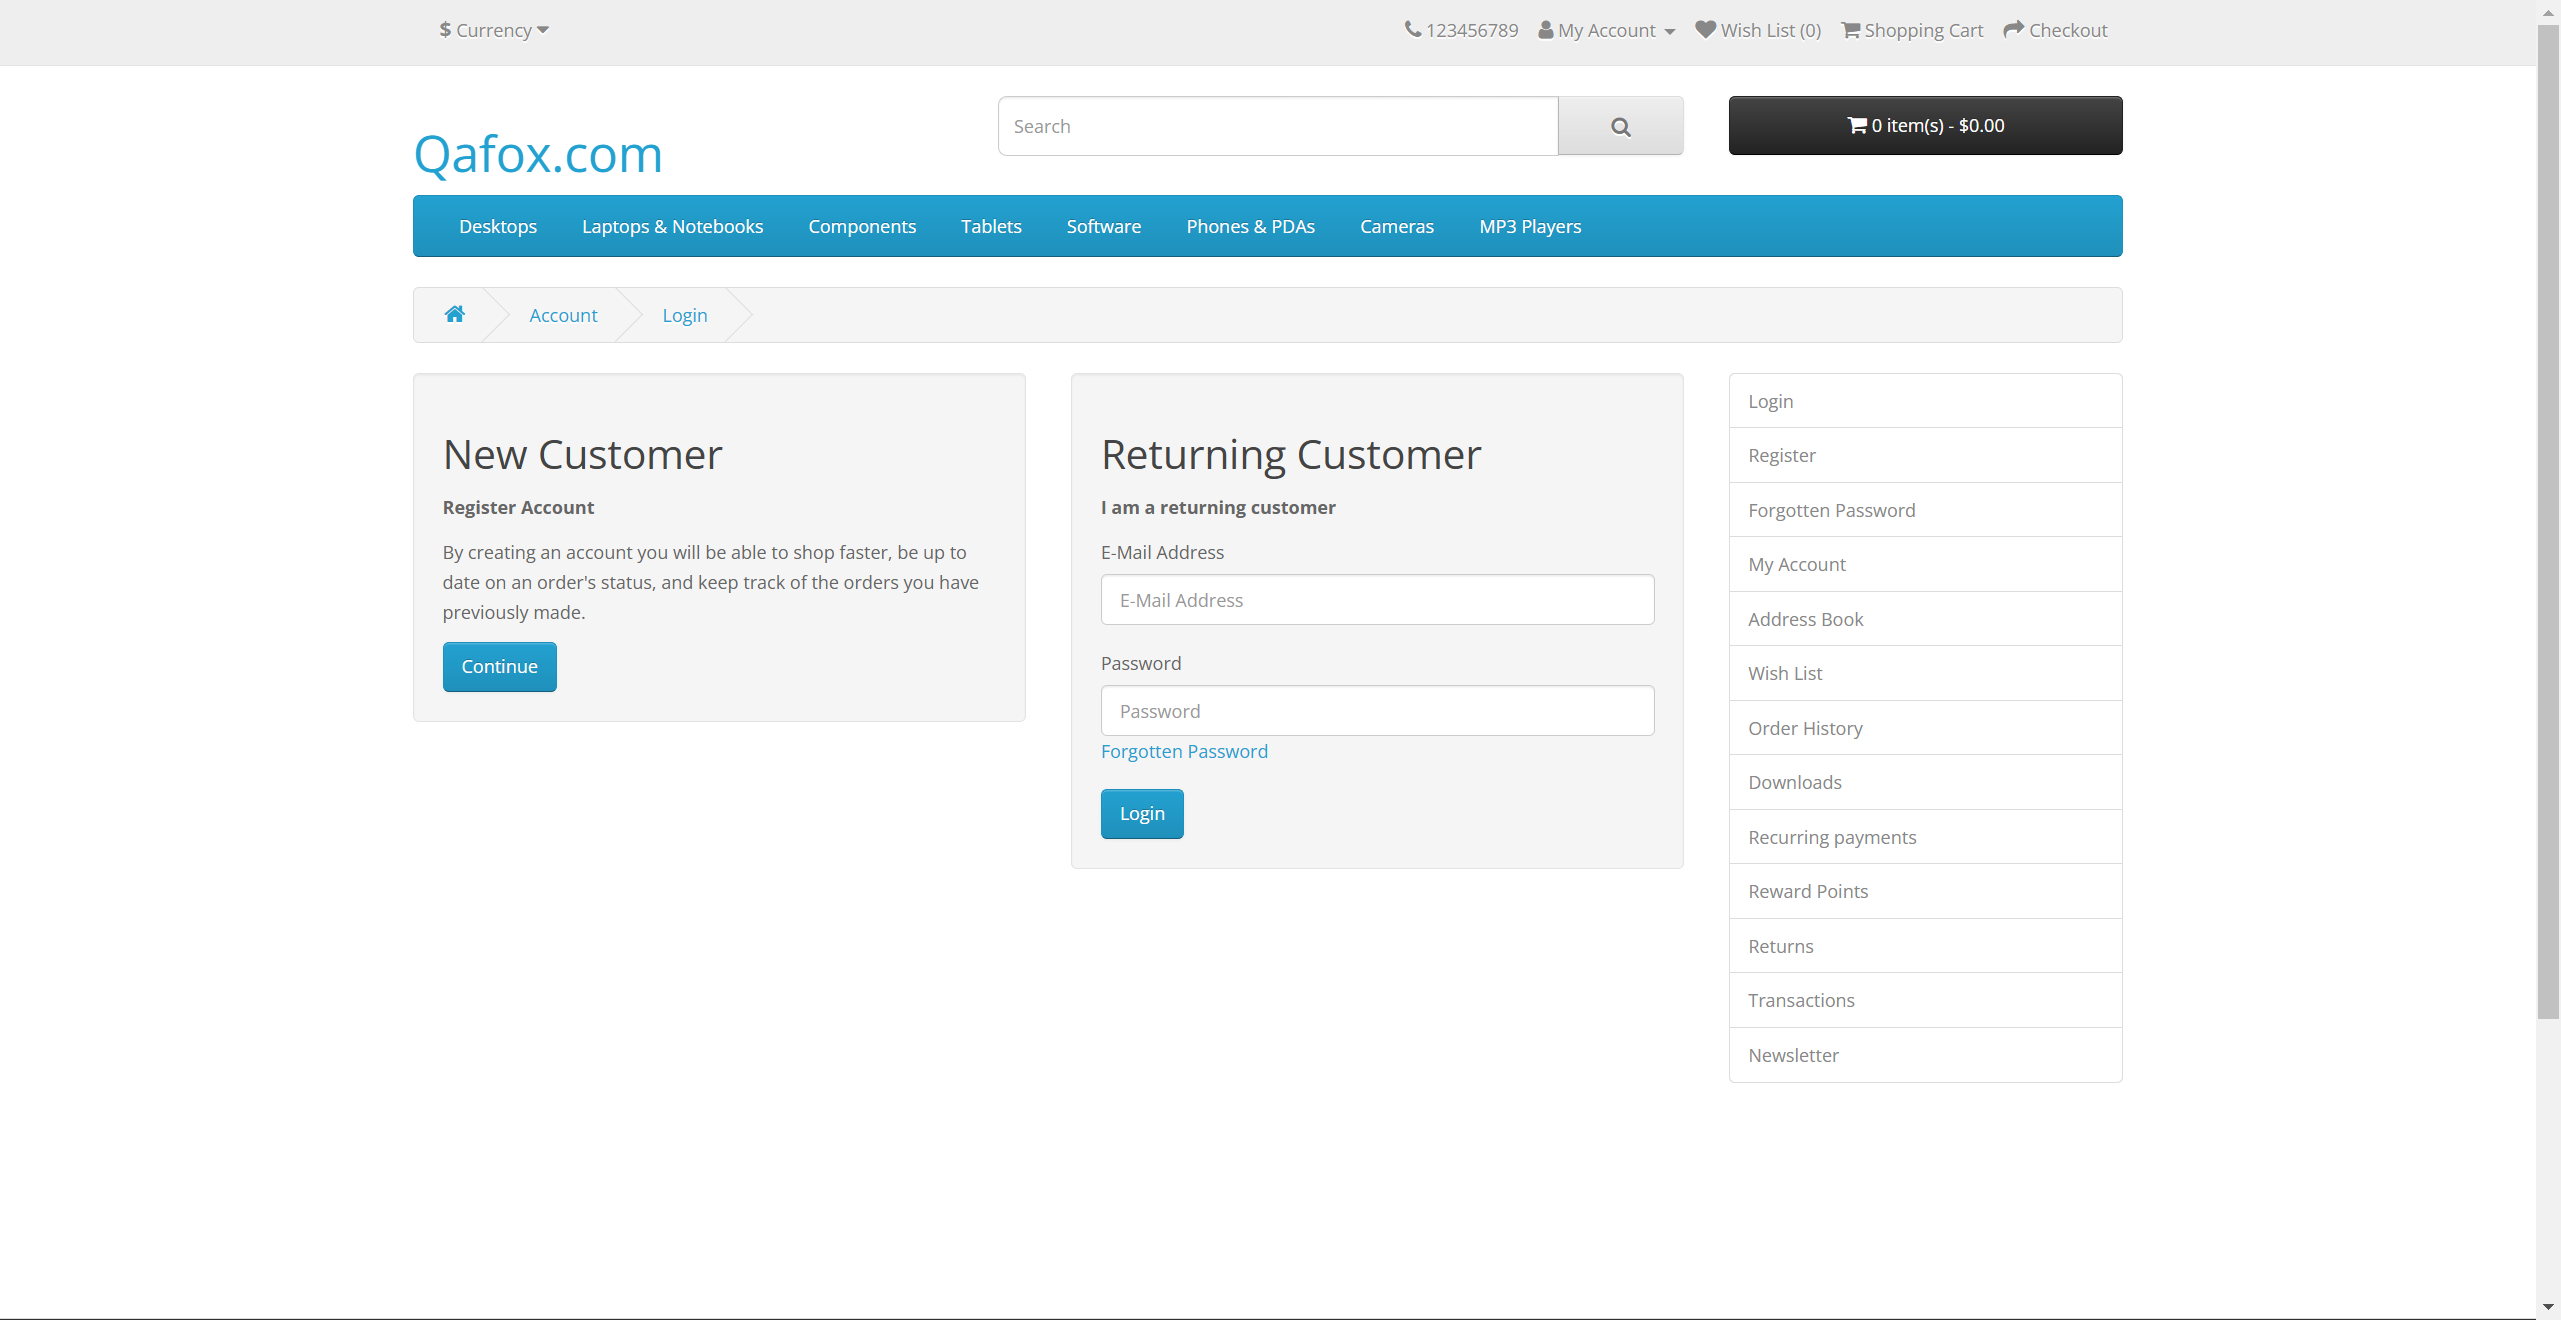 $ Currency
123456789 My Account Wish List (0) Shopping Cart Checkout
Qafox.com
Search
0 item(s) - $0.00
Desktops Laptops & Notebooks Components Tablets Software Phones & PDAs Cameras MP3 Players
Account Login
New Customer
Register Account
By creating an account you will be able to shop faster, be up to
date on an order's status, and keep track of the orders you have
previously made.
Continue
Returning Customer
I am a returning customer
E-Mail Address
E-Mail Address
Password
Password
Forgotten Password
Login
Login
Register
Forgotten Password
My Account
Address Book
Wish List
Order History
Downloads
Recurring payments
Reward Points
Returns
Transactions
Newsletter